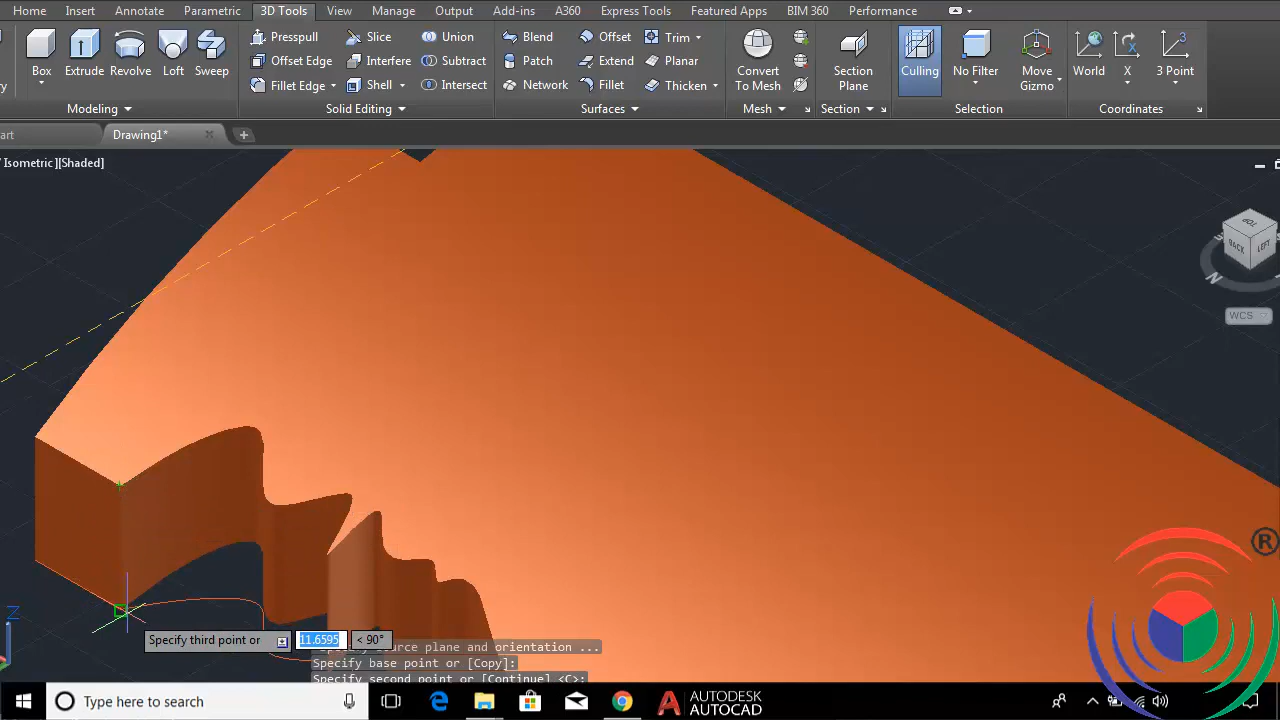 Home Insert Annotate Parametric 3D Tools View Manage Output Add-ins A360 Express Tools Featured Apps BIM 360 Performance
Presspull Slice Union Blend Offset Trim
Offset Edge Interfere Subtract Patch Extend Planar
Fillet Edge Shell Intersect Network Fillet Thicken
Box Extrude Revolve Loft Sweep Convert To Mesh Section Plane Culling No Filter Move Gizmo World X 3 Point
Modeling Solid Editing Surfaces Mesh Section Selection Coordinates
art Drawing1*
Isometric][Shaded]
TOP
BACK LEFT
N
WCS
Z
®
Specify third point or 11.6595 < 90°
source plane and orientation ...
Specify base point or [Copy]:
Specify second point or [Continue] <C>:
Type here to search
AUTODESK
AUTOCAD